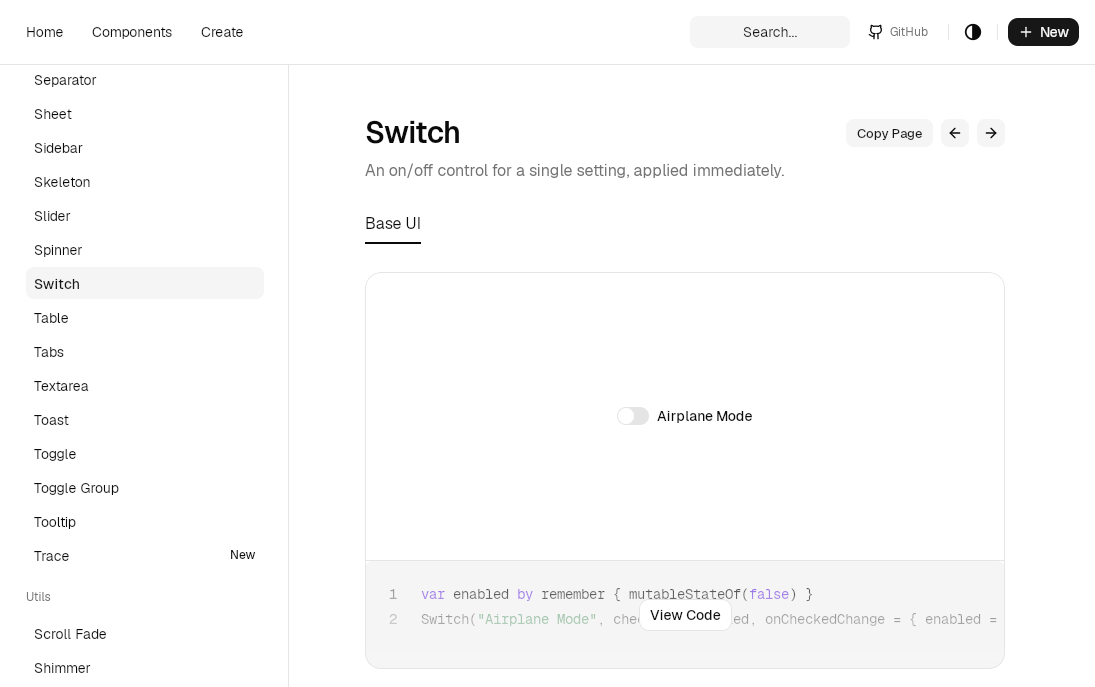 Home
Components
Create
Search...
GitHub
New
Separator
Sheet
Sidebar
Skeleton
Slider
Spinner
Switch
Table
Tabs
Textarea
Toast
Toggle
Toggle Group
Tooltip
Trace New
Utils
Scroll Fade
Shimmer
Switch
Copy Page
An on/off control for a single setting, applied immediately.
Base UI
Airplane Mode
1 var enabled by remember { mutableStateOf(false) }
2 Switch("Airplane Mode", onCheckedChange = { enabled =
View Code